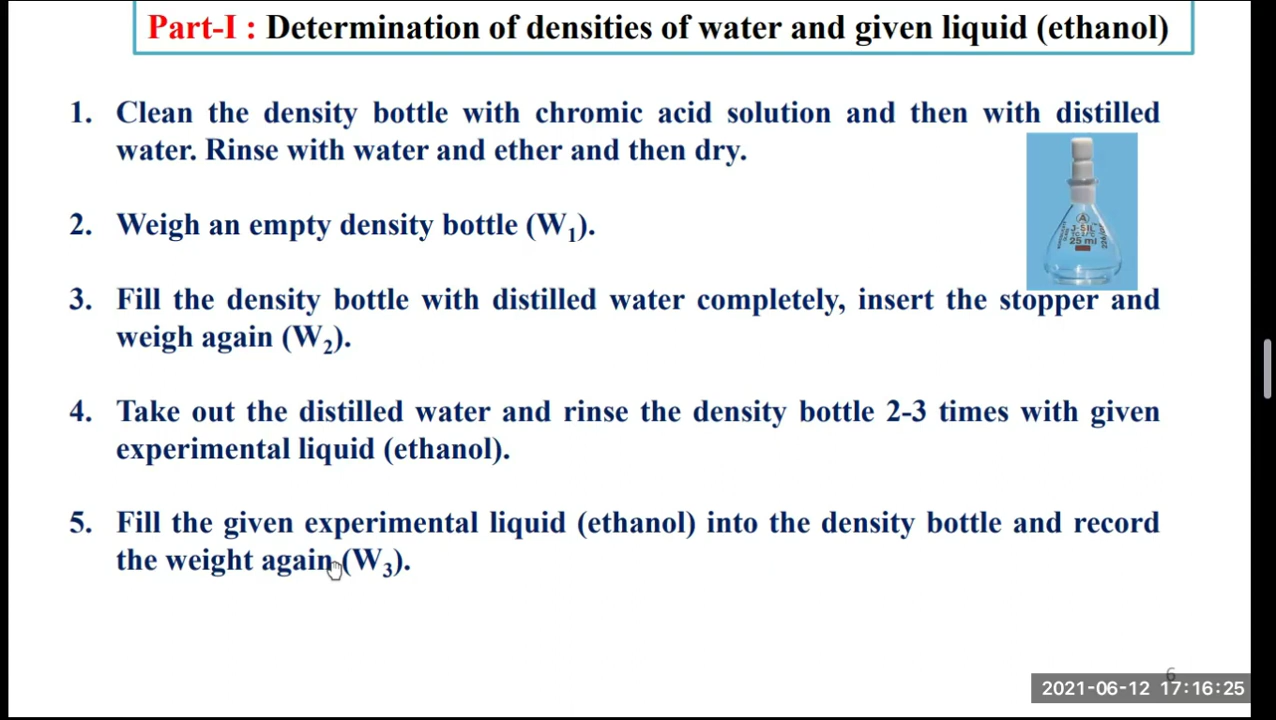 Part-I : Determination of densities of water and given liquid (ethanol)
1. Clean the density bottle with chromic acid solution and then with distilled
water. Rinse with water and ether and then dry.
2. Weigh an empty density bottle (W₁).
3. Fill the density bottle with distilled water completely, insert the stopper and
weigh again (W₂).
4. Take out the distilled water and rinse the density bottle 2-3 times with given
experimental liquid (ethanol).
5. Fill the given experimental liquid (ethanol) into the density bottle and record
the weight again (W₃).
A
J-SIL
25 ml
6
2021-06-12 17:16:25